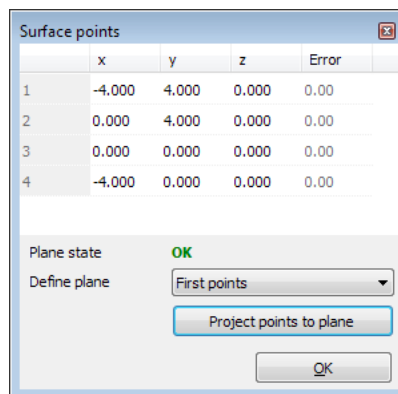 Surface points
x y z Error
1 -4.000 4.000 0.000 0.00
2 0.000 4.000 0.000 0.00
3 0.000 0.000 0.000 0.00
4 -4.000 0.000 0.000 0.00
Plane state OK
Define plane First points
Project points to plane
OK